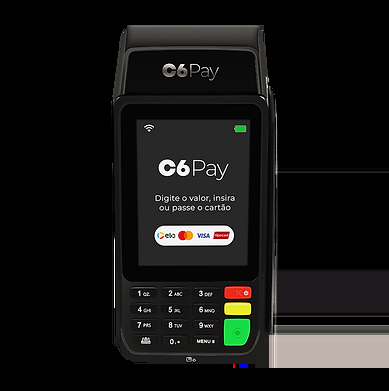 C6Pay
C6Pay
Digite o valor, insira
ou passe o cartão
elo VISA Hipercard
1 QZ. 2 ABC 3 DEF
4 GHI 5 JKL 6 MNO
7 PRS 8 TUV 9 WXY
0,• MENU #